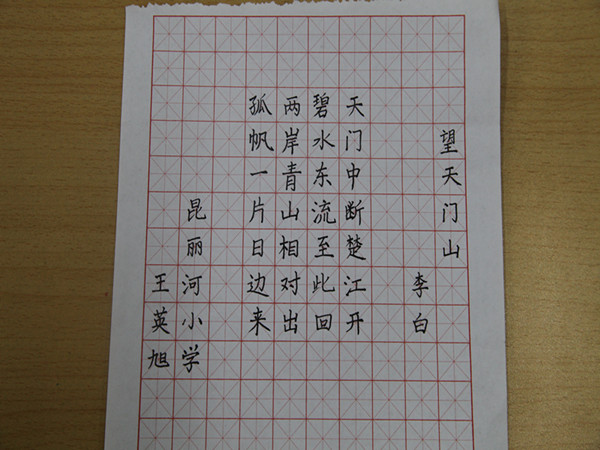 望天门山
李白
天门中断楚江开
碧水东流至此回
两岸青山相对出
孤帆一片日边来
昆丽河小学
王英旭